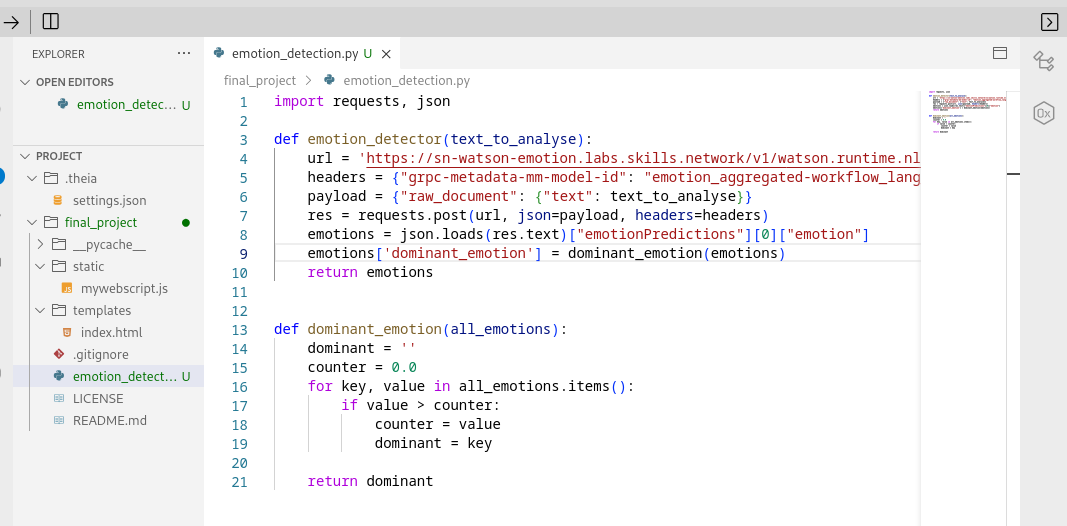 EXPLORER
...
OPEN EDITORS
emotion_detec... U
PROJECT
.theia
settings.json
final_project
__pycache__
static
JS mywebscript.js
templates
index.html
.gitignore
emotion_detect... U
LICENSE
README.md
emotion_detection.py U
final_project > emotion_detection.py
1 import requests, json
2
3 def emotion_detector(text_to_analyse):
4 url = 'https://sn-watson-emotion.labs.skills.network/v1/watson.runtime.nl
5 headers = {"grpc-metadata-mm-model-id": "emotion_aggregated-workflow_lang
6 payload = {"raw_document": {"text": text_to_analyse}}
7 res = requests.post(url, json=payload, headers=headers)
8 emotions = json.loads(res.text)["emotionPredictions"][0]["emotion"]
9 emotions['dominant_emotion'] = dominant_emotion(emotions)
10 return emotions
11
12
13 def dominant_emotion(all_emotions):
14 dominant = ''
15 counter = 0.0
16 for key, value in all_emotions.items():
17 if value > counter:
18 counter = value
19 dominant = key
20
21 return dominant
0x